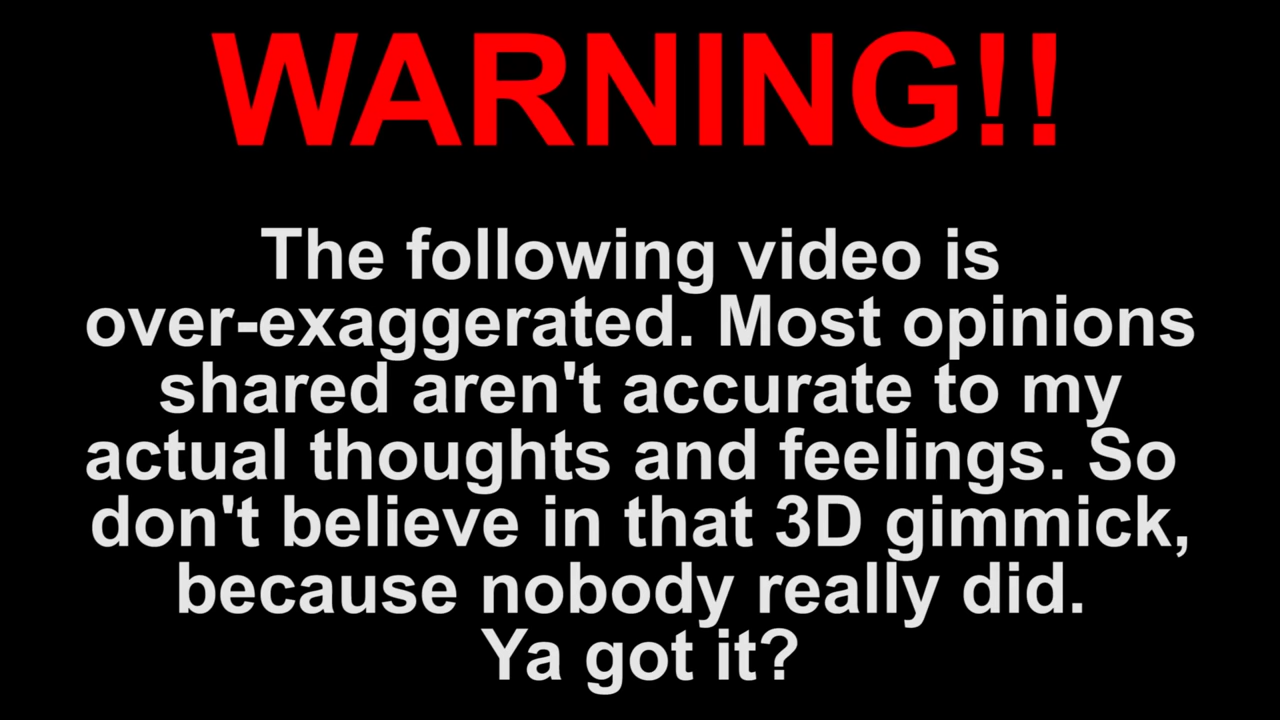 WARNING!!
The following video is
over-exaggerated. Most opinions
shared aren't accurate to my
actual thoughts and feelings. So
don't believe in that 3D gimmick,
because nobody really did.
Ya got it?